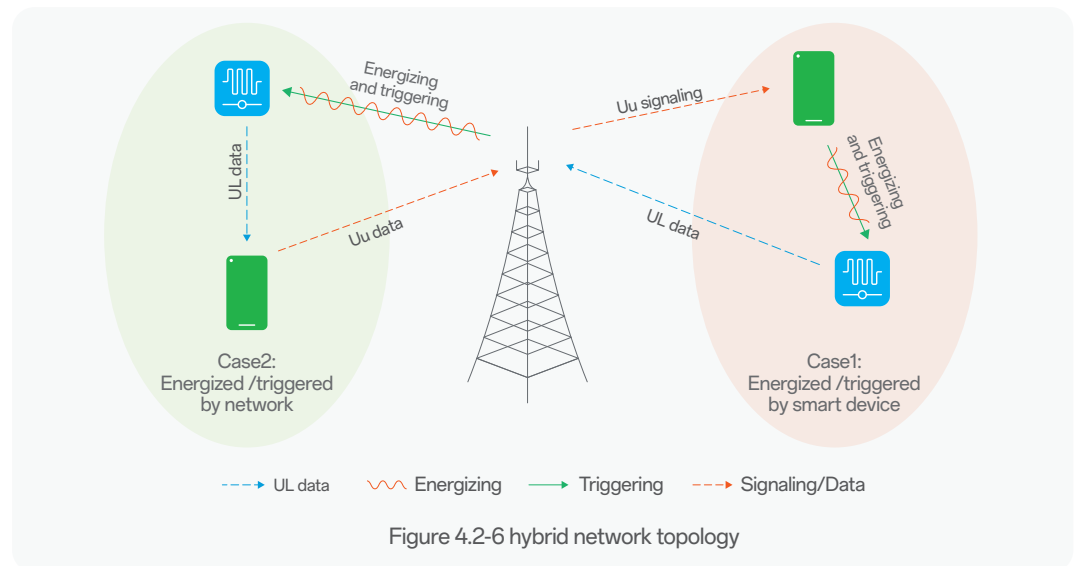 Energizing
and triggering
UL data
Uu data
Case2:
Energized /triggered
by network
Uu signaling
Energizing
and triggering
UL data
Case1:
Energized /triggered
by smart device
UL data
Energizing
Triggering
Signaling/Data
Figure 4.2-6 hybrid network topology